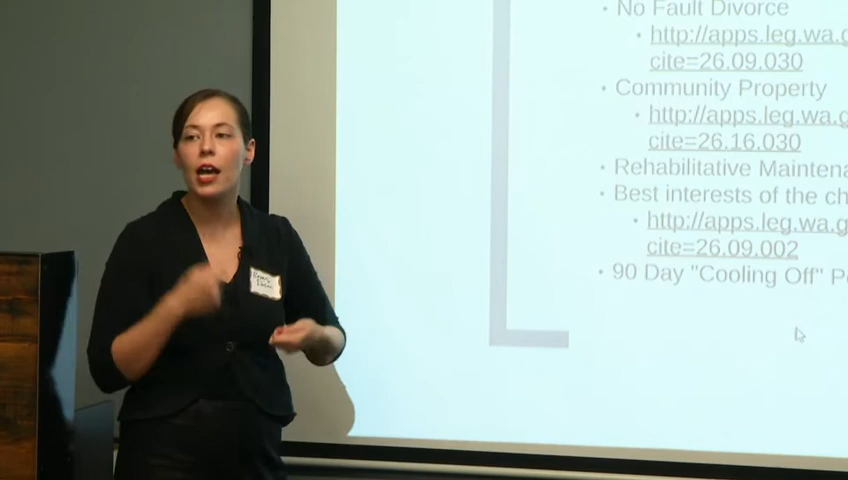 • No Fault Divorce
• http://apps.leg.wa.g
cite=26.09.030
• Community Property
• http://apps.leg.wa.gov
cite=26.16.030
• Rehabilitative Maintena
• Best interests of the ch
• http://apps.leg.wa.g
cite=26.09.002
• 90 Day "Cooling Off" Pe